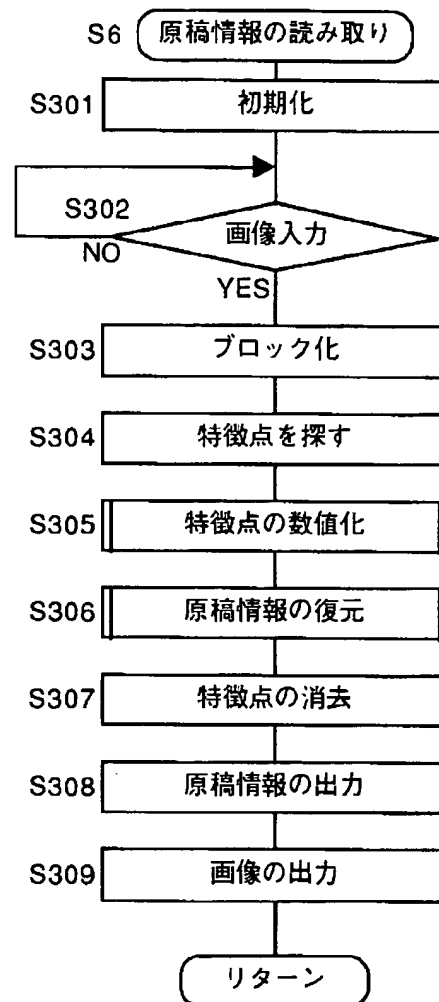 S6 原稿情報の読み取り
S301 初期化
S302 画像入力
NO
YES
S303 ブロック化
S304 特徴点を探す
S305 特徴点の数値化
S306 原稿情報の復元
S307 特徴点の消去
S308 原稿情報の出力
S309 画像の出力
リターン